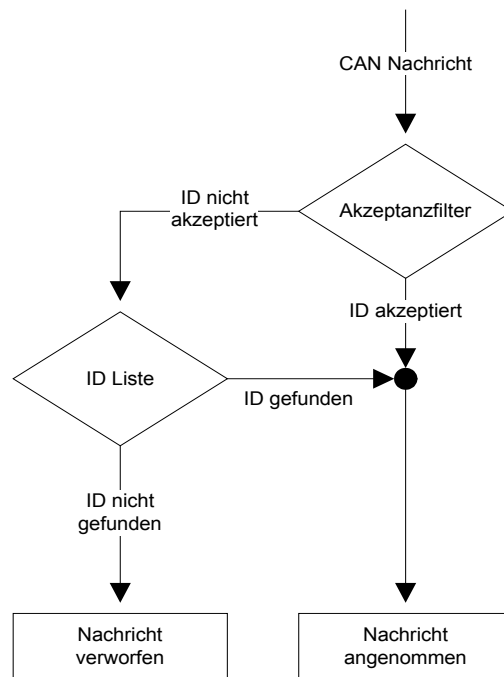 CAN Nachricht
Akzeptanzfilter
ID nicht
akzeptiert
ID akzeptiert
ID Liste
ID gefunden
ID nicht
gefunden
Nachricht
verworfen
Nachricht
angenommen